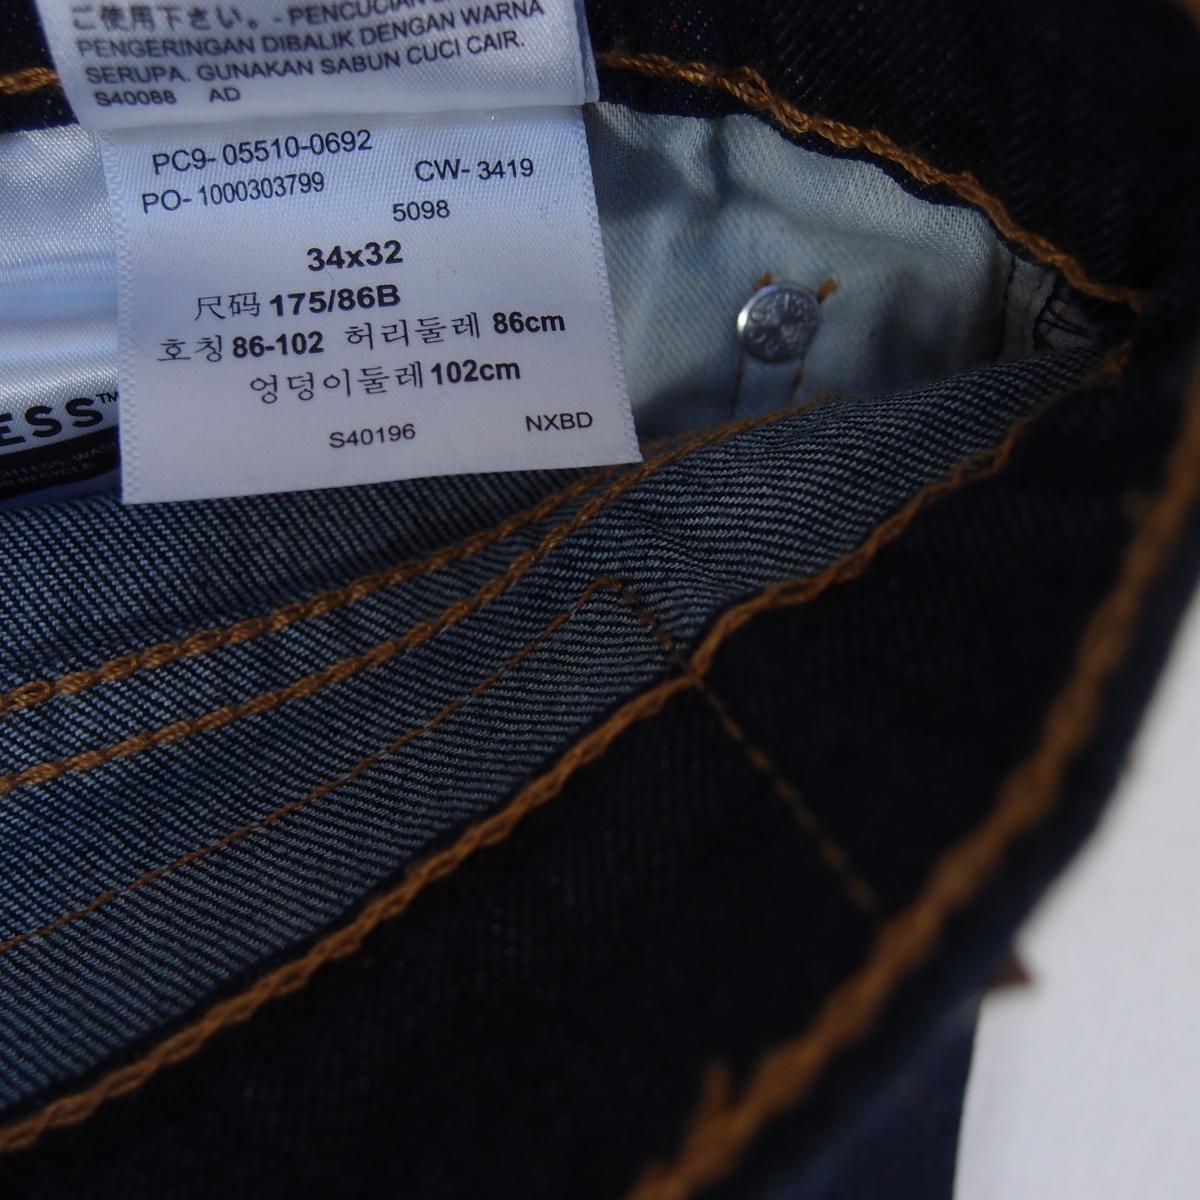 ご使用下さい。- PENCUCIAN
PENGERINGAN DIBALIK DENGAN WARNA
SERUPA. GUNAKAN SABUN CUCI CAIR.
S40088 AD
PC9- 05510-0692
PO- 1000303799 CW- 3419
5098
34x32
尺码 175/86B
호칭 86-102 허리둘레 86cm
엉덩이둘레 102cm
S40196 NXBD
ESS™